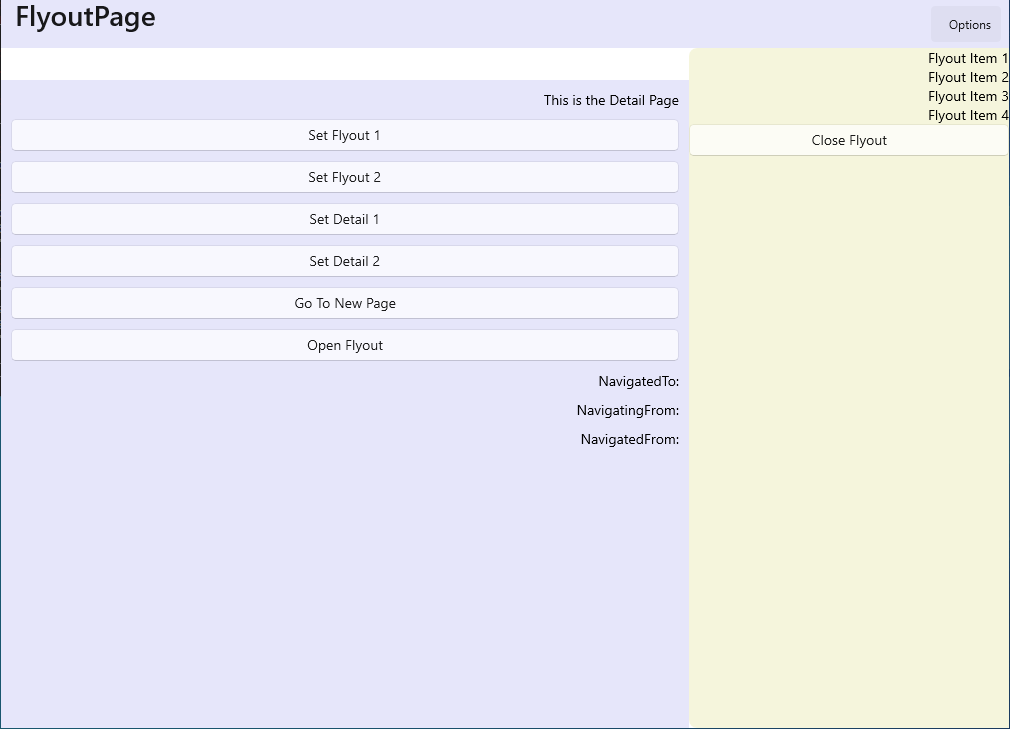 FlyoutPage
Options
This is the Detail Page
Set Flyout 1
Set Flyout 2
Set Detail 1
Set Detail 2
Go To New Page
Open Flyout
NavigatedTo:
NavigatingFrom:
NavigatedFrom:
Flyout Item 1
Flyout Item 2
Flyout Item 3
Flyout Item 4
Close Flyout